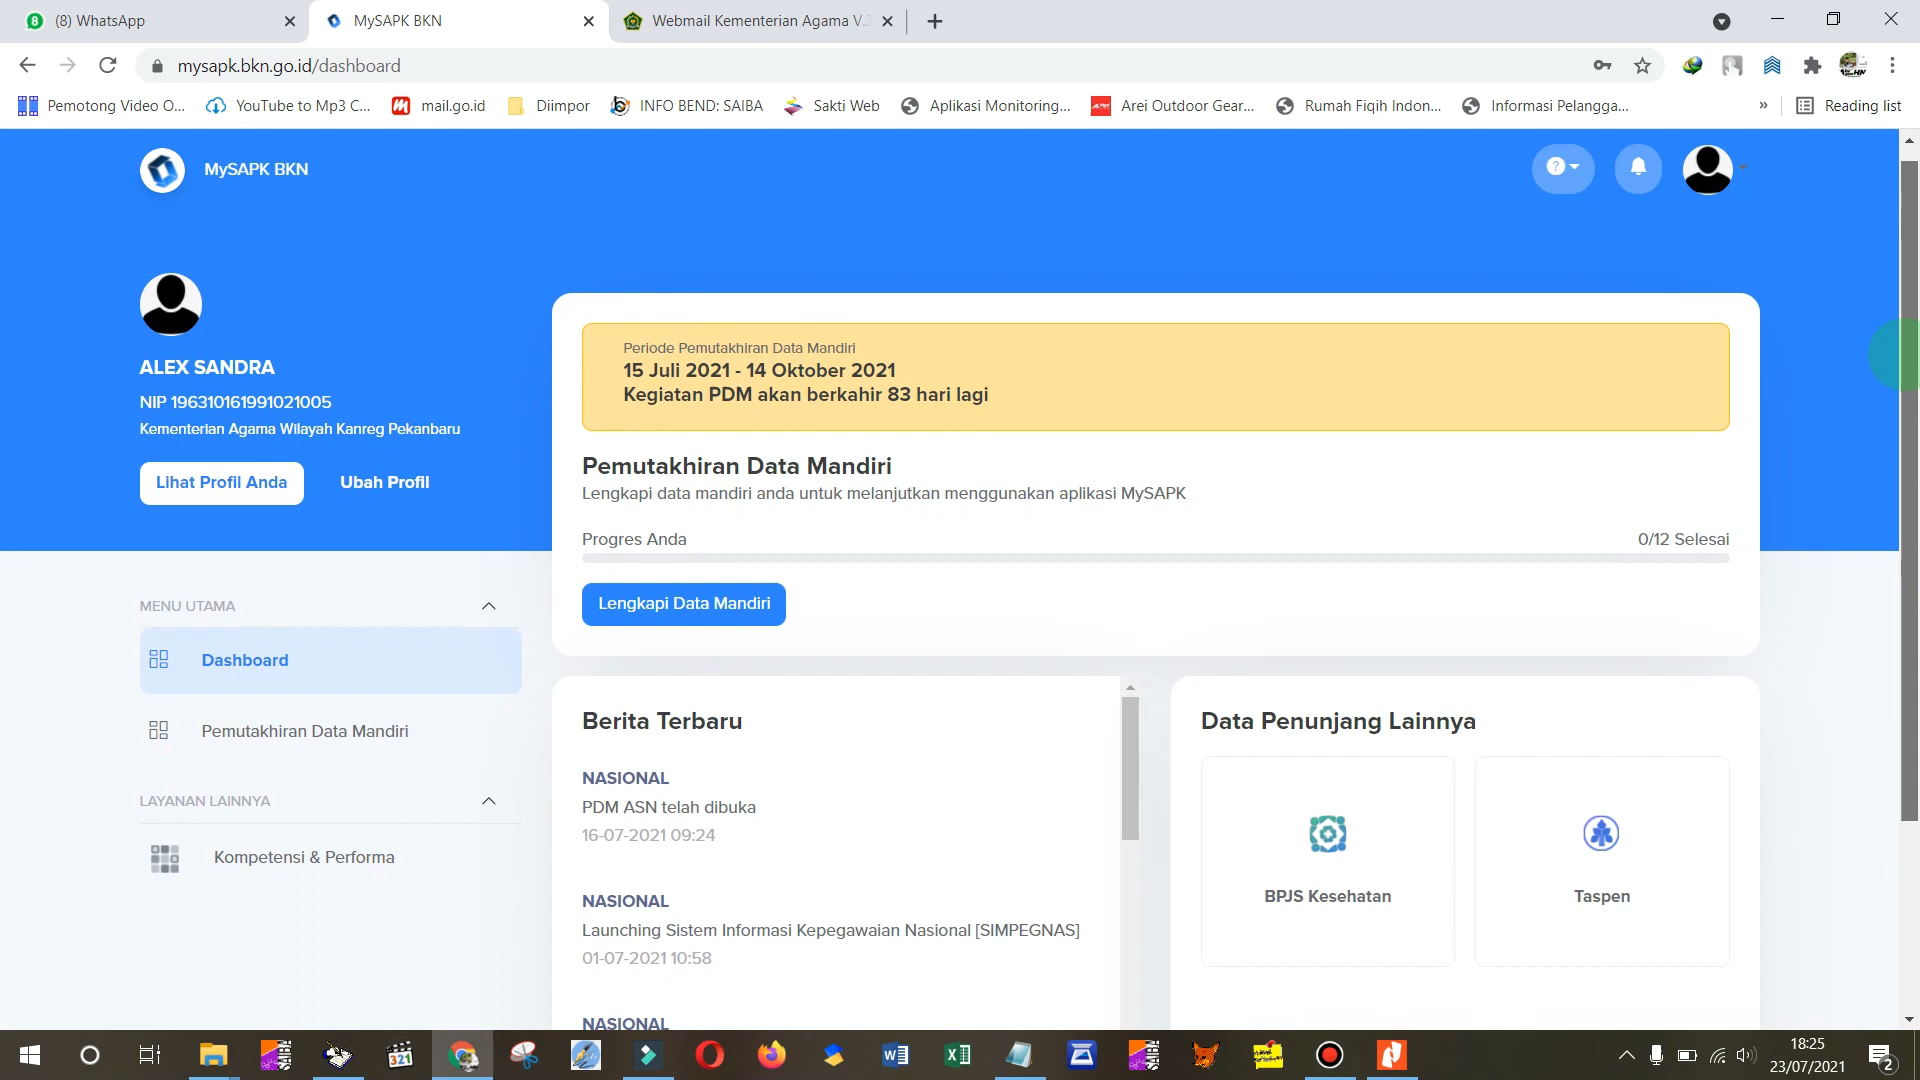 (8) WhatsApp
MySAPK BKN
Webmail Kementerian Agama V.3
mysapk.bkn.go.id/dashboard
Pemotong Video O...
YouTube to Mp3 C...
mail.go.id
Diimpor
INFO BEND: SAIBA
Sakti Web
Aplikasi Monitoring...
Arei Outdoor Gear...
Rumah Fiqih Indon...
Informasi Pelangga...
»
Reading list
MySAPK BKN
ALEX SANDRA
NIP 196310161991021005
Kementerian Agama Wilayah Kanreg Pekanbaru
Lihat Profil Anda
Ubah Profil
Periode Pemutakhiran Data Mandiri
15 Juli 2021 - 14 Oktober 2021
Kegiatan PDM akan berkahir 83 hari lagi
Pemutakhiran Data Mandiri
Lengkapi data mandiri anda untuk melanjutkan menggunakan aplikasi MySAPK
Progres Anda
0/12 Selesai
Lengkapi Data Mandiri
MENU UTAMA
Dashboard
Pemutakhiran Data Mandiri
LAYANAN LAINNYA
Kompetensi & Performa
Berita Terbaru
NASIONAL
PDM ASN telah dibuka
16-07-2021 09:24
NASIONAL
Launching Sistem Informasi Kepegawaian Nasional [SIMPEGNAS]
01-07-2021 10:58
NASIONAL
Data Penunjang Lainnya
BPJS Kesehatan
Taspen
321
18:25
23/07/2021
2